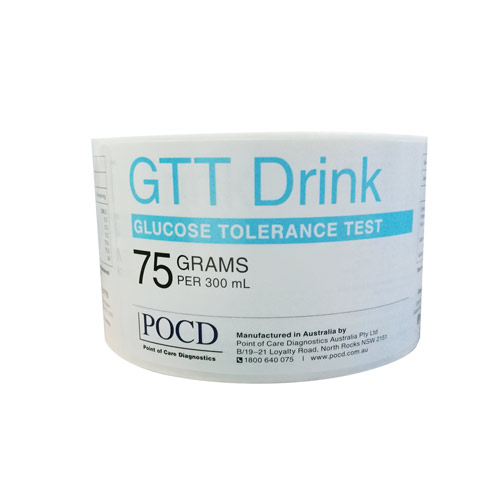 GTT Drink
GLUCOSE TOLERANCE TEST
75 GRAMS
PER 300 mL
POCD
Point of Care Diagnostics
Manufactured in Australia by
Point of Care Diagnostics Australia Pty Ltd
B/19–21 Loyalty Road, North Rocks NSW 2151
1800 640 075 | www.pocd.com.au